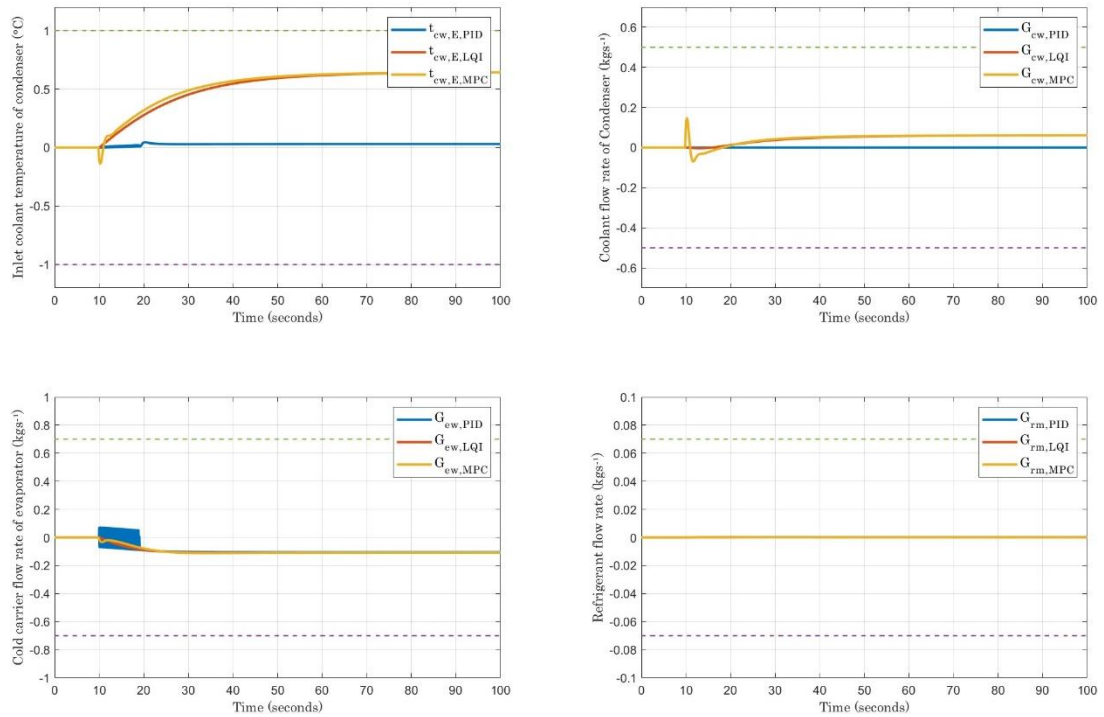 Inlet coolant temperature of condenser (°C)
1
0.5
0
-0.5
-1
t_cw,E,PID
t_cw,E,LQI
t_cw,E,MPC
0 10 20 30 40 50 60 70 80 90 100
Time (seconds)
Coolant flow rate of Condenser (kgs⁻¹)
0.6
0.4
0.2
0
-0.2
-0.4
-0.6
G_cw,PID
G_cw,LQI
G_cw,MPC
0 10 20 30 40 50 60 70 80 90 100
Time (seconds)
Cold carrier flow rate of evaporator (kgs⁻¹)
1
0.8
0.6
0.4
0.2
0
-0.2
-0.4
-0.6
-0.8
-1
G_ew,PID
G_ew,LQI
G_ew,MPC
0 10 20 30 40 50 60 70 80 90 100
Time (seconds)
Refrigerant flow rate (kgs⁻¹)
0.1
0.08
0.06
0.04
0.02
0
-0.02
-0.04
-0.06
-0.08
-0.1
G_rm,PID
G_rm,LQI
G_rm,MPC
0 10 20 30 40 50 60 70 80 90 100
Time (seconds)